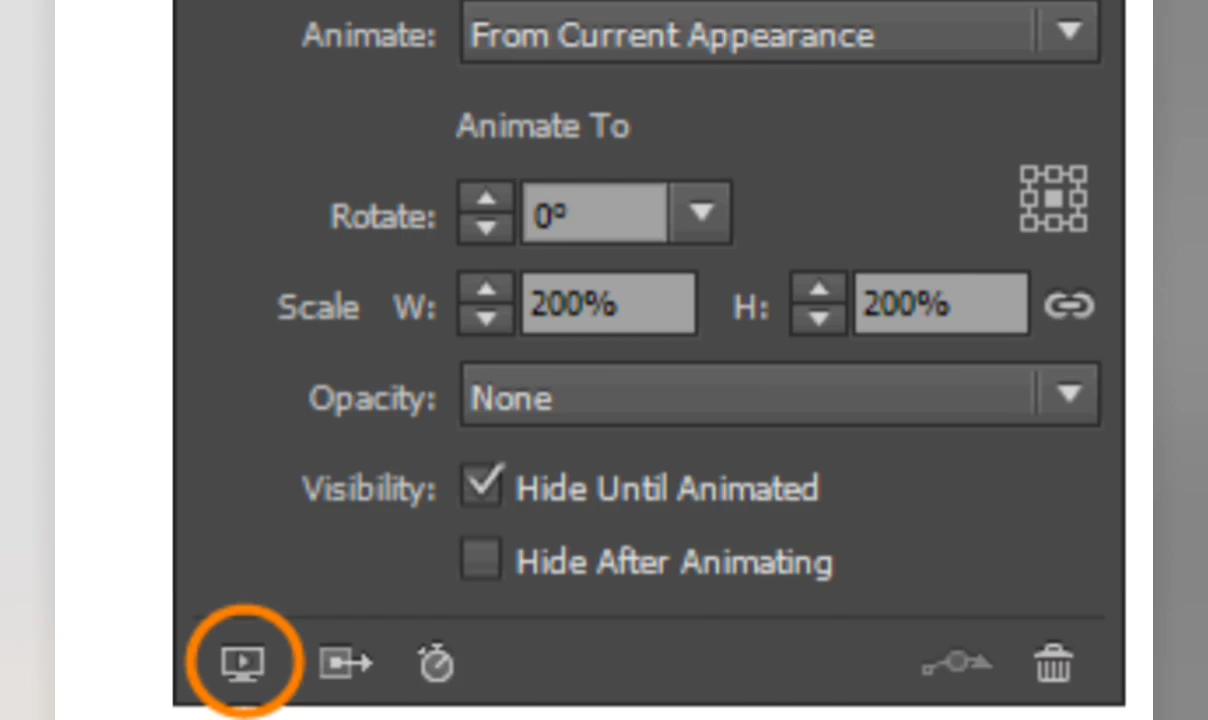 Animate: From Current Appearance
Animate To
Rotate: 0º
Scale W: 200% H: 200%
Opacity: None
Visibility: Hide Until Animated
Hide After Animating